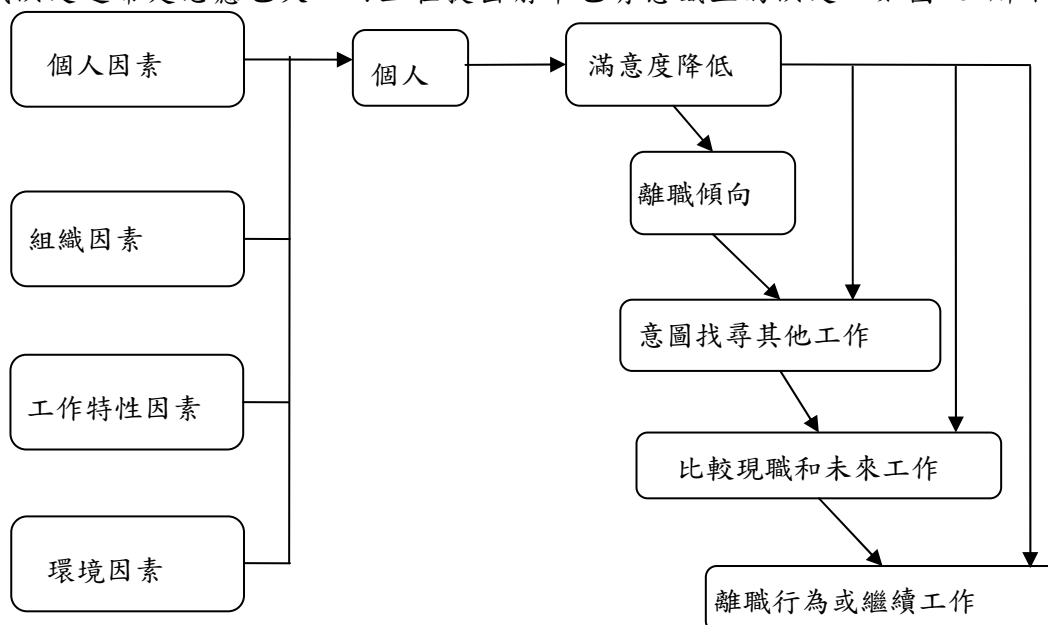 個人因素
個人
滿意度降低
離職傾向
組織因素
意圖找尋其他工作
工作特性因素
比較現職和未來工作
環境因素
離職行為或繼續工作